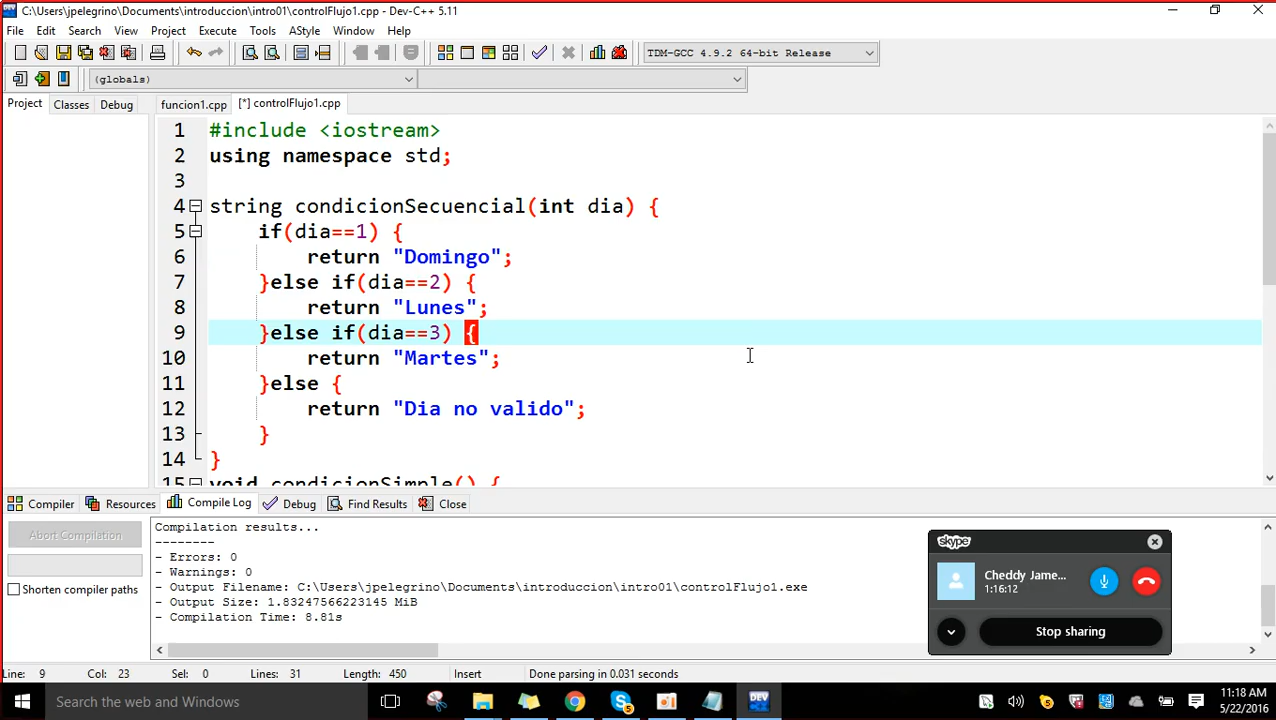 C:\Users\jpelegrino\Documents\introduccion\intro01\controlFlujo1.cpp - Dev-C++ 5.11
File Edit Search View Project Execute Tools AStyle Window Help
TDM-GCC 4.9.2 64-bit Release
(globals)
Project Classes Debug funcion1.cpp [*] controlFlujo1.cpp
1 #include <iostream>
2 using namespace std;
3
4 string condicionSecuencial(int dia) {
5 if(dia==1) {
6 return "Domingo";
7 }else if(dia==2) {
8 return "Lunes";
9 }else if(dia==3) {
10 return "Martes";
11 }else {
12 return "Dia no valido";
13 }
14 }
15 void condicionSimple() {
Compiler Resources Compile Log Debug Find Results Close
Abort Compilation
Shorten compiler paths
Compilation results...
--------
- Errors: 0
- Warnings: 0
- Output Filename: C:\Users\jpelegrino\Documents\introduccion\intro01\controlFlujo1.exe
- Output Size: 1.83247566223145 MiB
- Compilation Time: 8.81s
skype
Cheddy Jame...
1:16:12
Stop sharing
Line: 9 Col: 23 Sel: 0 Lines: 31 Length: 450 Insert Done parsing in 0.031 seconds
Search the web and Windows
DEV
11:18 AM
5/22/2016